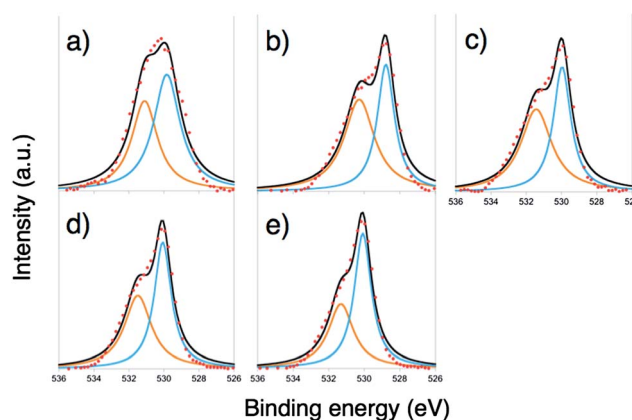 a)
b)
c)
536 534 532 530 528
d)
e)
536 534 532 530 528 526
536 534 532 530 528 526
Intensity (a.u.)
Binding energy (eV)